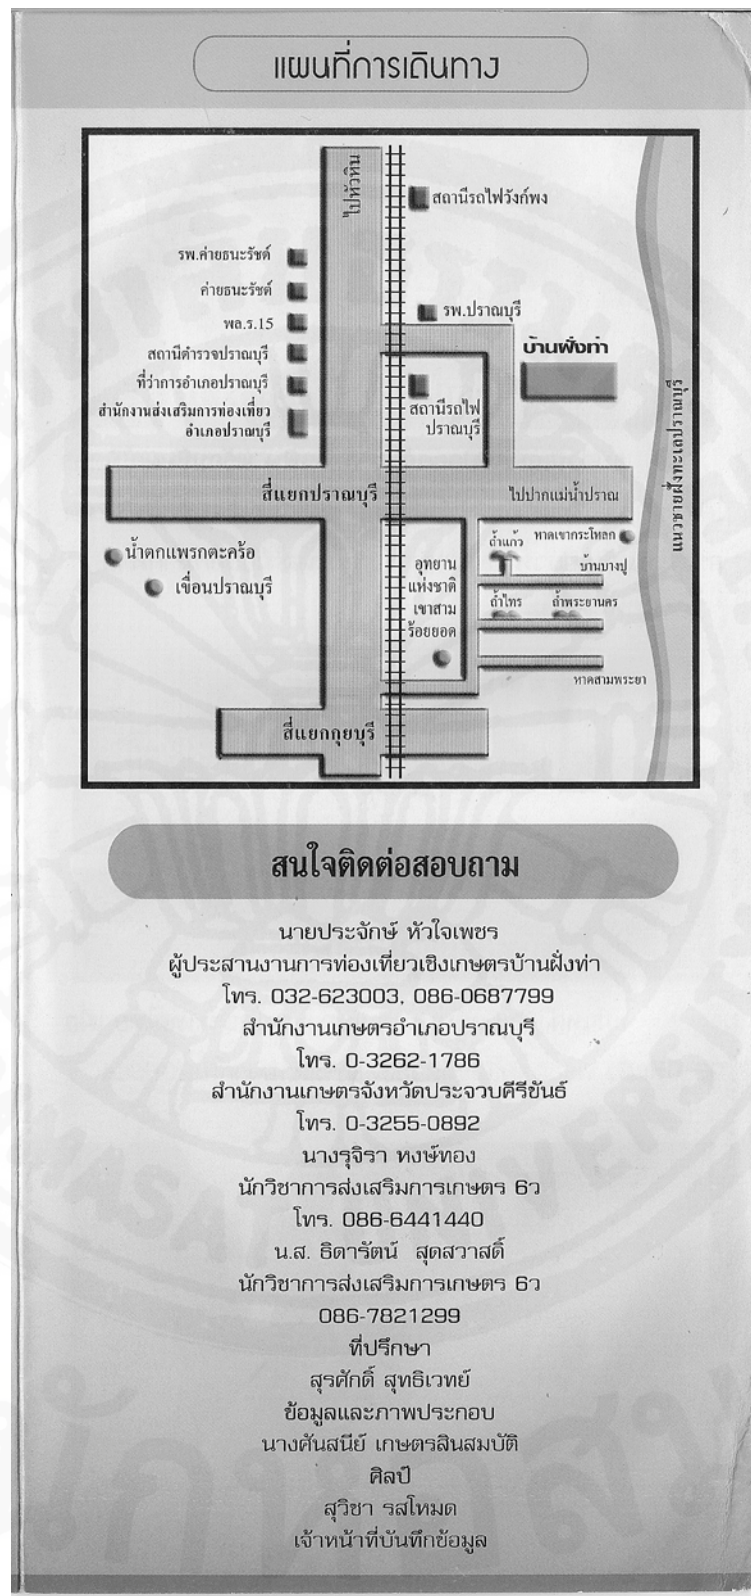 แผนที่การเดินทาง
ไปหัวหิน
สถานีรถไฟวังก์พง
รพ.ค่ายธนะรัชต์
ค่ายธนะรัชต์
พล.ร.15
สถานีตำรวจปราณบุรี
ที่ว่าการอำเภอปราณบุรี
สำนักงานส่งเสริมการท่องเที่ยว
อำเภอปราณบุรี
รพ.ปราณบุรี
บ้านฝั่งท่า
สถานีรถไฟ
ปราณบุรี
แนวชายฝั่งทะเลปราณบุรี
สี่แยกปราณบุรี
ไปปากแม่น้ำปราณ
น้ำตกแพรกตะคร้อ
เขื่อนปราณบุรี
อุทยาน
แห่งชาติ
เขาสาม
ร้อยยอด
ถ้ำแก้ว
หาดเขากระโหลก
บ้านบางปู
ถ้ำไทร
ถ้ำพระยานคร
หาดสามพระยา
สี่แยกกุยบุรี
สนใจติดต่อสอบถาม
นายประจักษ์ หัวใจเพชร
ผู้ประสานงานการท่องเที่ยวเชิงเกษตรบ้านฝั่งท่า
โทร. 032-623003, 086-0687799
สำนักงานเกษตรอำเภอปราณบุรี
โทร. 0-3262-1786
สำนักงานเกษตรจังหวัดประจวบคีรีขันธ์
โทร. 0-3255-0892
นางรุจิรา หงษ์ทอง
นักวิชาการส่งเสริมการเกษตร 6ว
โทร. 086-6441440
น.ส. ธิดารัตน์ สุดสวาสดิ์
นักวิชาการส่งเสริมการเกษตร 6ว
086-7821299
ที่ปรึกษา
สุรศักดิ์ สุทธิเวทย์
ข้อมูลและภาพประกอบ
นางศันสนีย์ เกษตรสินสมบัติ
ศิลป์
สุวิชา รสโหมด
เจ้าหน้าที่บันทึกข้อมูล